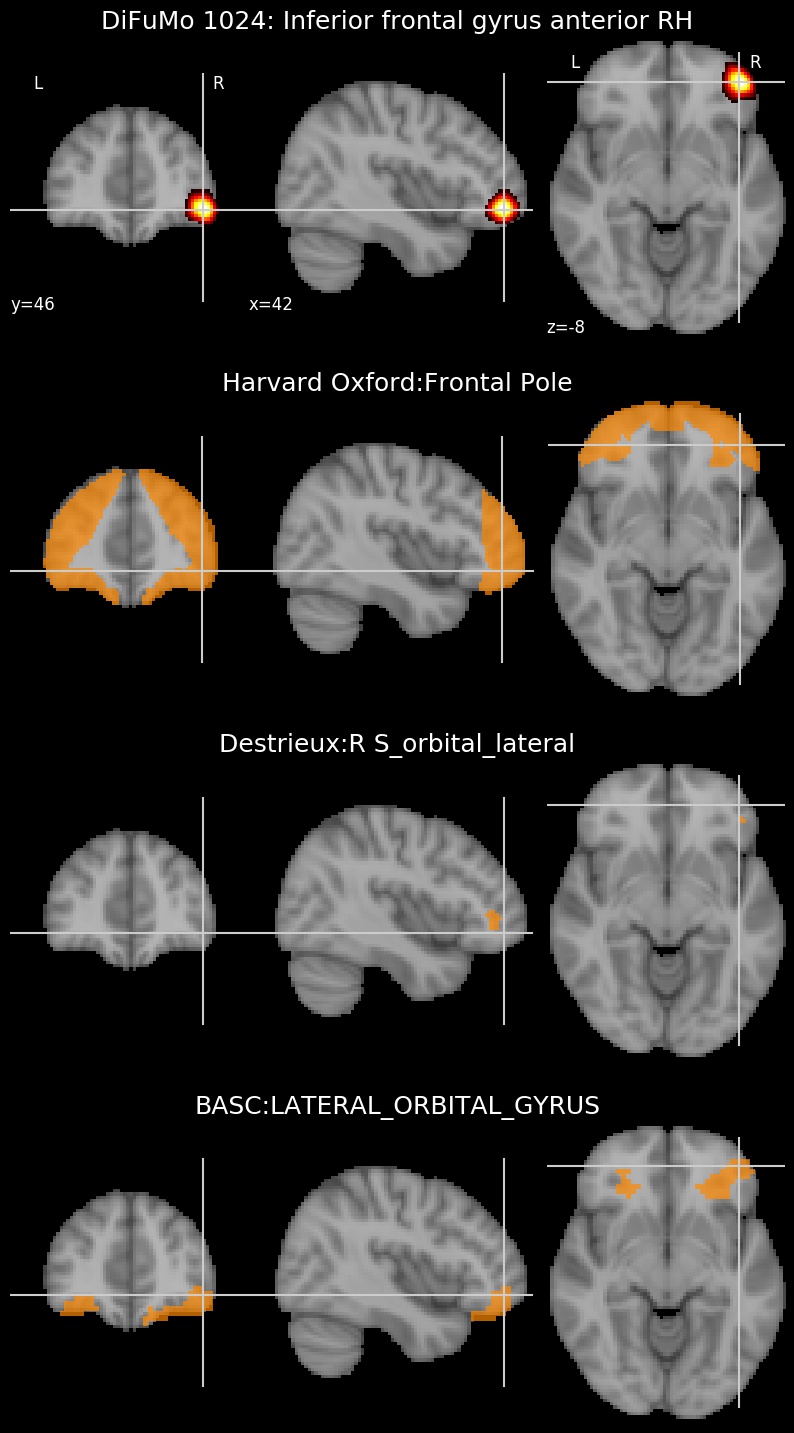 DiFuMo 1024: Inferior frontal gyrus anterior RH
L R L R
y=46 x=42 z=-8
Harvard Oxford:Frontal Pole
Destrieux:R S_orbital_lateral
BASC:LATERAL_ORBITAL_GYRUS